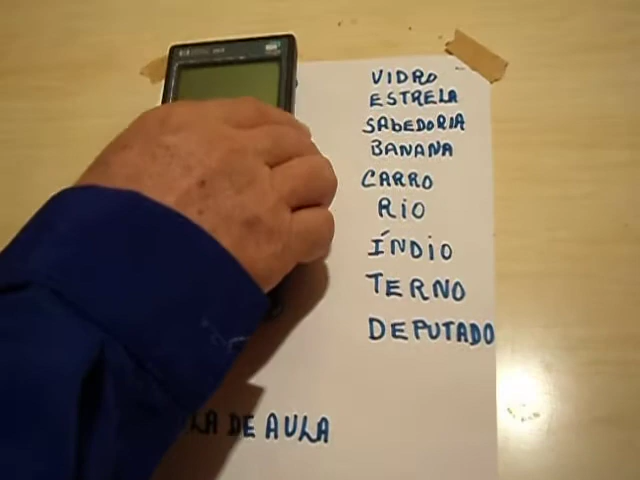 VIDRO
ESTRELA
SABEDORIA
BANANA
CARRO
RIO
ÍNDIO
TERNO
DEPUTADO
DE AULA